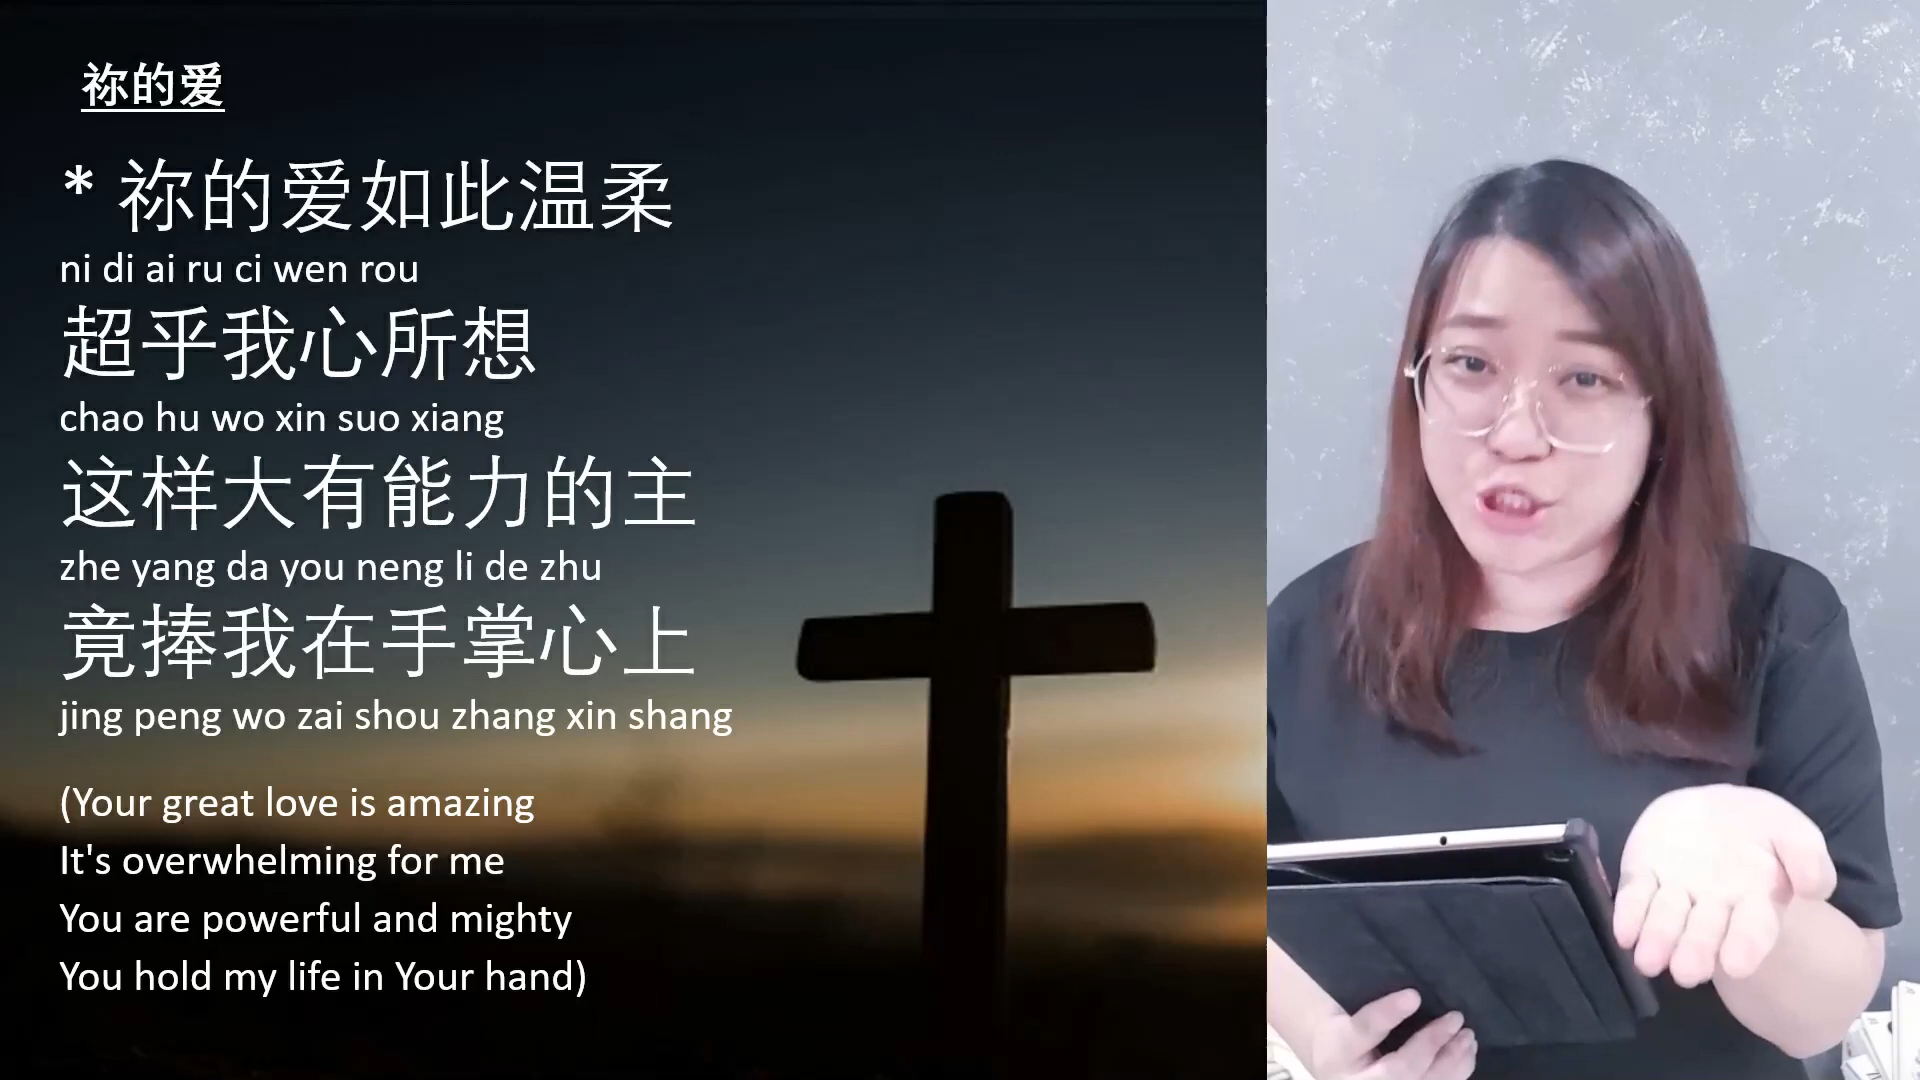 祢的爱
* 祢的爱如此温柔
ni di ai ru ci wen rou
超乎我心所想
chao hu wo xin suo xiang
这样大有能力的主
zhe yang da you neng li de zhu
竟捧我在手掌心上
jing peng wo zai shou zhang xin shang
(Your great love is amazing
It's overwhelming for me
You are powerful and mighty
You hold my life in Your hand)